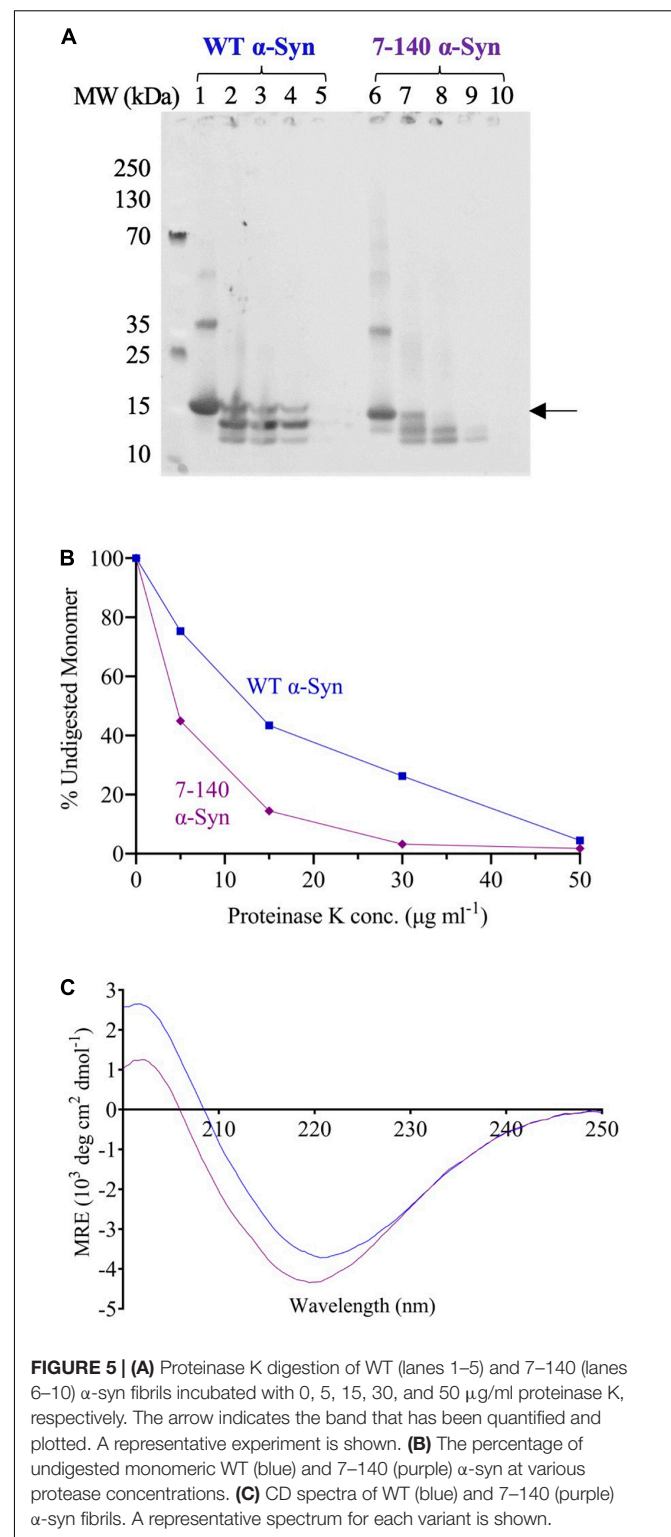 A
WT α-Syn
7-140 α-Syn
MW (kDa) 1 2 3 4 5 6 7 8 9 10
250
130
70
35
25
15
10
B
100
80
60
40
20
0
% Undigested Monomer
WT α-Syn
7-140
α-Syn
0 10 20 30 40 50
Proteinase K conc. (μg ml⁻¹)
C
3
2
1
0
-1
-2
-3
-4
-5
MRE (10³ deg cm² dmol⁻¹)
210 220 230 240 250
Wavelength (nm)
FIGURE 5 | (A) Proteinase K digestion of WT (lanes 1–5) and 7–140 (lanes
6–10) α-syn fibrils incubated with 0, 5, 15, 30, and 50 μg/ml proteinase K,
respectively. The arrow indicates the band that has been quantified and
plotted. A representative experiment is shown. (B) The percentage of
undigested monomeric WT (blue) and 7–140 (purple) α-syn at various
protease concentrations. (C) CD spectra of WT (blue) and 7–140 (purple)
α-syn fibrils. A representative spectrum for each variant is shown.